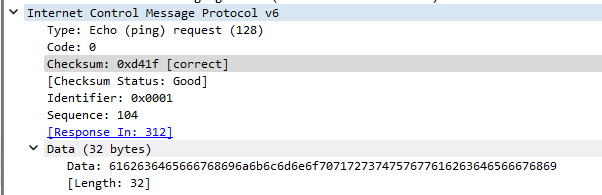 Internet Control Message Protocol v6
Type: Echo (ping) request (128)
Code: 0
Checksum: 0xd41f [correct]
[Checksum Status: Good]
Identifier: 0x0001
Sequence: 104
[Response In: 312]
Data (32 bytes)
Data: 6162636465666768696a6b6c6d6e6f7071727374757677616263646566676869
[Length: 32]